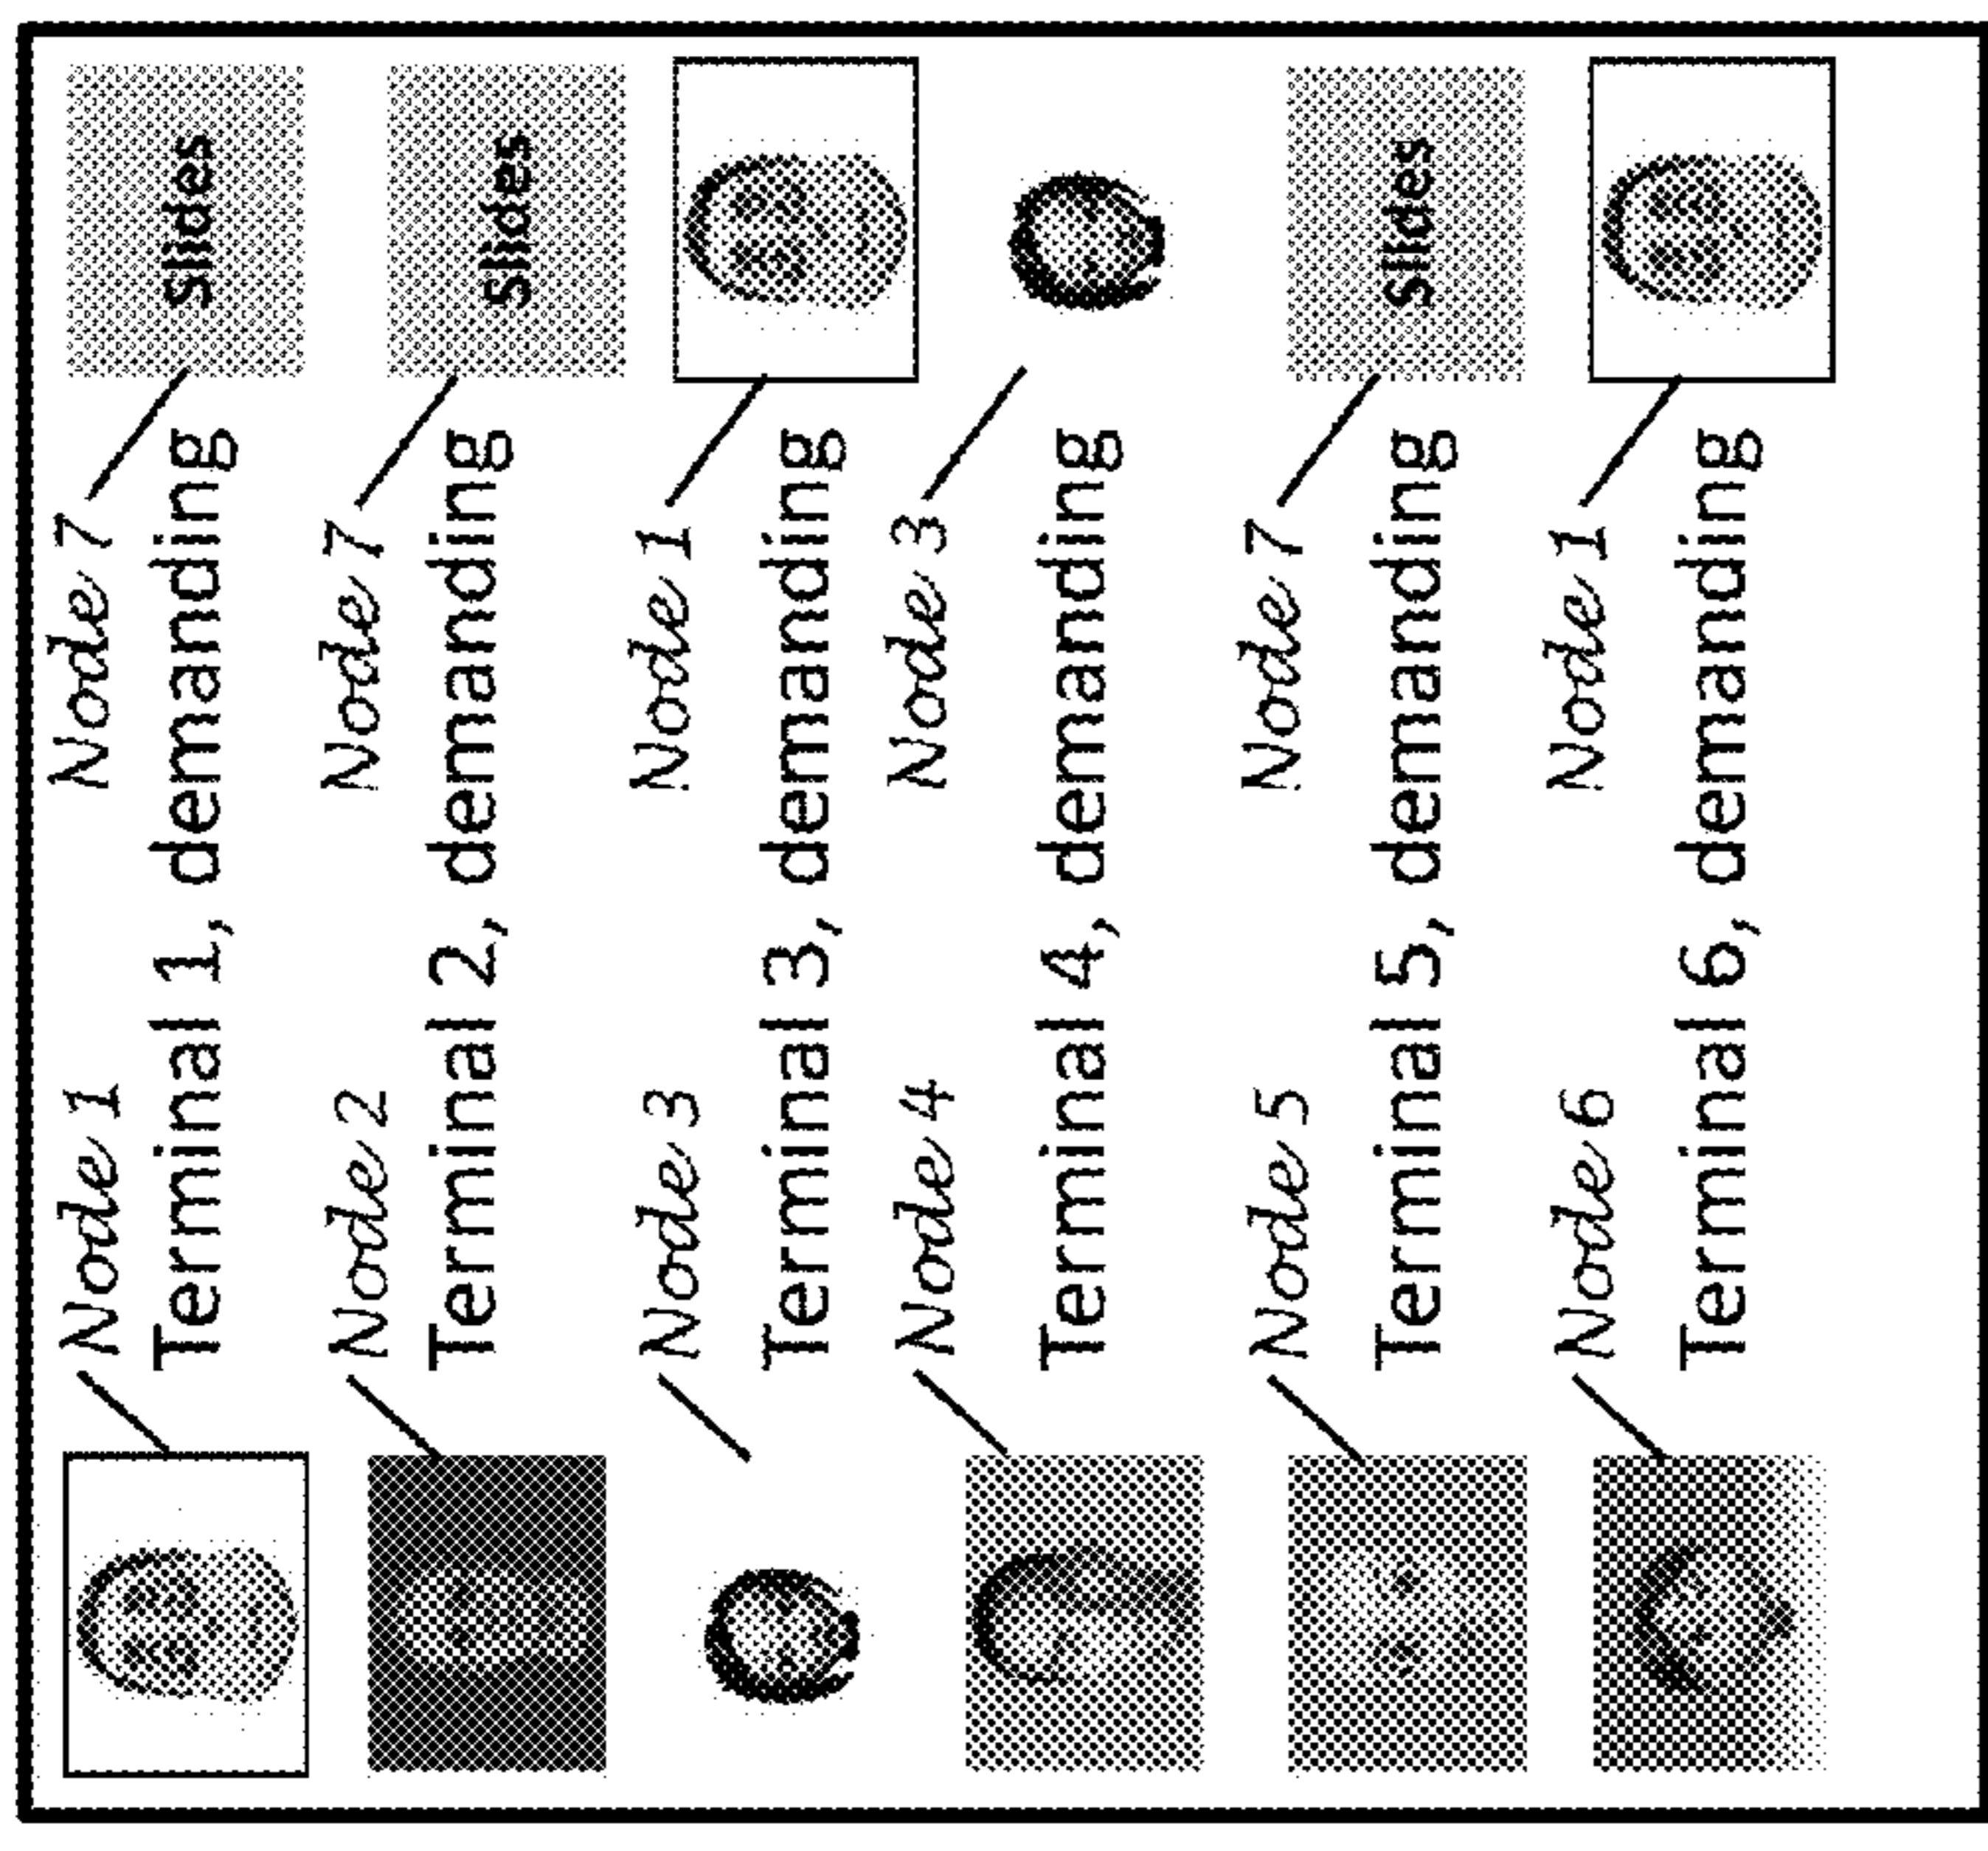 Node 1 Node 7
Terminal 1, demanding Slides
Node 2 Node 7
Terminal 2, demanding Slides
Node 3 Node 1
Terminal 3, demanding
Node 4 Node 3
Terminal 4, demanding
Node 5 Node 7
Terminal 5, demanding Slides
Node 6 Node 1
Terminal 6, demanding